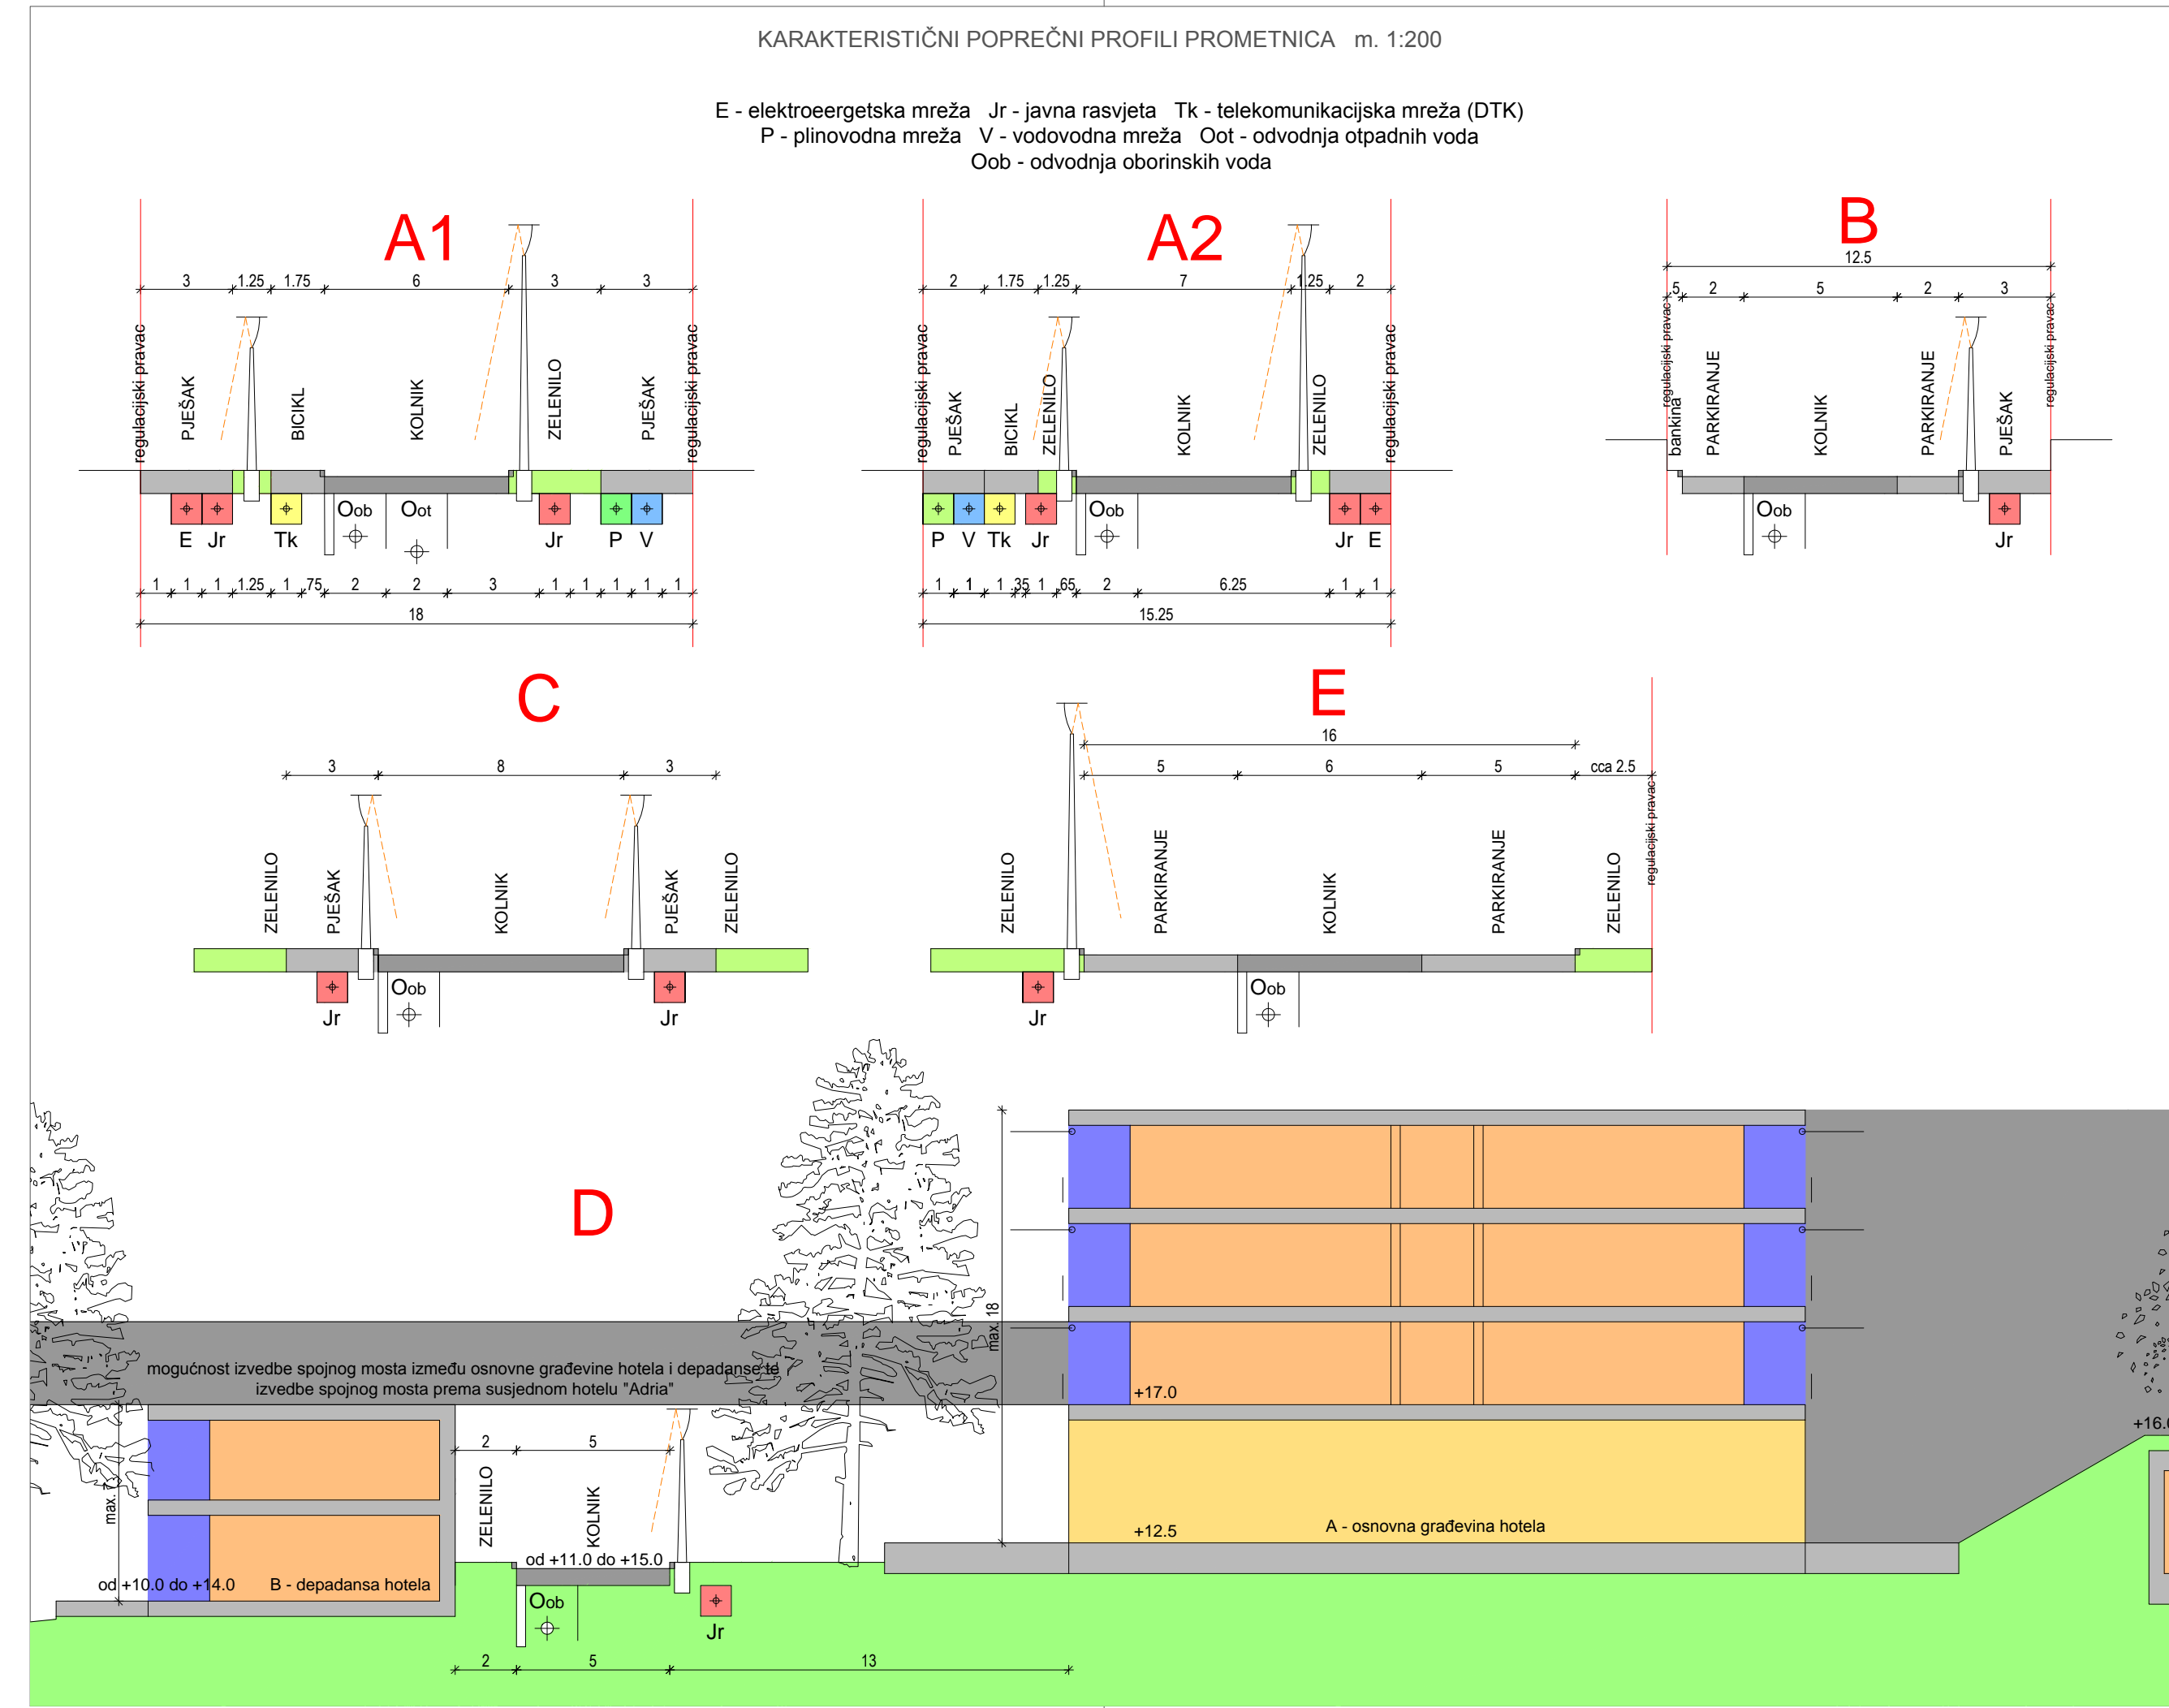 KARAKTERISTIČNI POPREČNI PROFILI PROMETNICA m. 1:200
E - elektroeergetska mreža Jr - javna rasvjeta Tk - telekomunikacijska mreža (DTK)
P - plinovodna mreža V - vodovodna mreža Oot - odvodnja otpadnih voda
Oob - odvodnja oborinskih voda
A1
3 1.25 1.75 6 3 3
regulacijski pravac
PJEŠAK
BICIKL
KOLNIK
ZELENILO
PJEŠAK
regulacijski pravac
Oob Oot
E Jr Tk Jr P V
1 1 1 1.25 1 .75 2 2 3 1 1 1 1 1
18
A2
2 1.75 1.25 7 1.25 2
regulacijski pravac
PJEŠAK
BICIKL
ZELENILO
KOLNIK
ZELENILO
regulacijski pravac
Oob
P V Tk Jr Jr E
1 1 1 .35 1 .65 2 6.25 1 1
15.25
B
12.5
5 2 5 2 3
regulacijski pravac
bankina
PARKIRANJE
KOLNIK
PARKIRANJE
PJEŠAK
regulacijski pravac
Oob
Jr
C
3 8 3
ZELENILO
PJEŠAK
KOLNIK
PJEŠAK
ZELENILO
Oob
Jr Jr
E
16
5 6 5 cca 2.5
ZELENILO
PARKIRANJE
KOLNIK
PARKIRANJE
ZELENILO
regulacijski pravac
Oob
Jr
D
max. 18
mogućnost izvedbe spojnog mosta između osnovne građevine hotela i depadanse te
izvedbe spojnog mosta prema susjednom hotelu "Adria"
+17.0
+16.0
2 5
max.
ZELENILO
KOLNIK
+12.5 A - osnovna građevina hotela
od +11.0 do +15.0
od +10.0 do +14.0 B - depadansa hotela
Oob
Jr
2 5 13